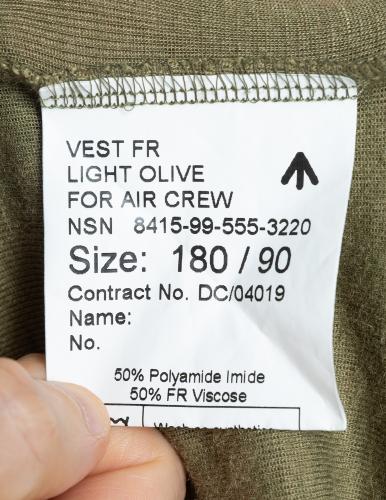 VEST FR
LIGHT OLIVE
FOR AIR CREW
NSN 8415-99-555-3220
Size: 180 / 90
Contract No. DC/04019
Name:
No.
50% Polyamide Imide
50% FR Viscose